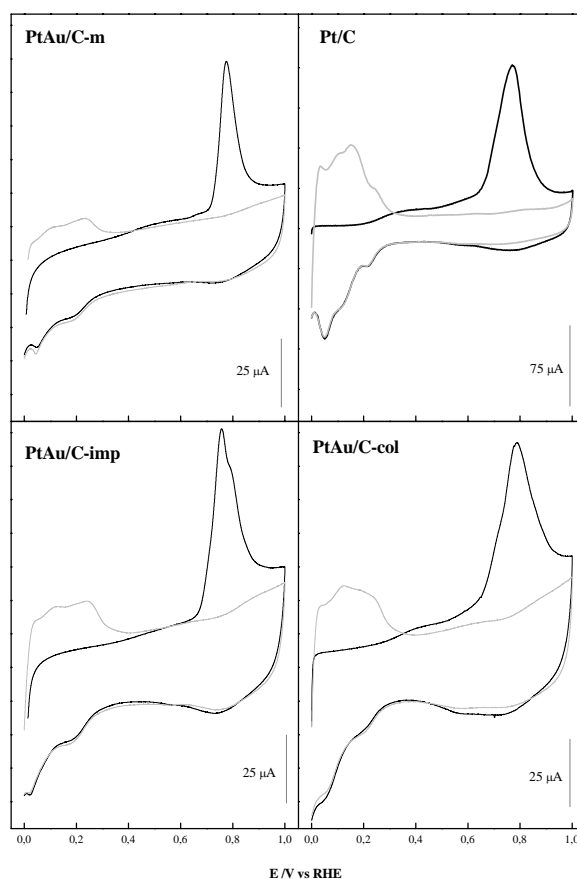 PtAu/C-m
Pt/C
25 µA
75 µA
PtAu/C-imp
PtAu/C-col
25 µA
25 µA
0,0 0,2 0,4 0,6 0,8 1,0
0,0 0,2 0,4 0,6 0,8 1,0
E /V vs RHE